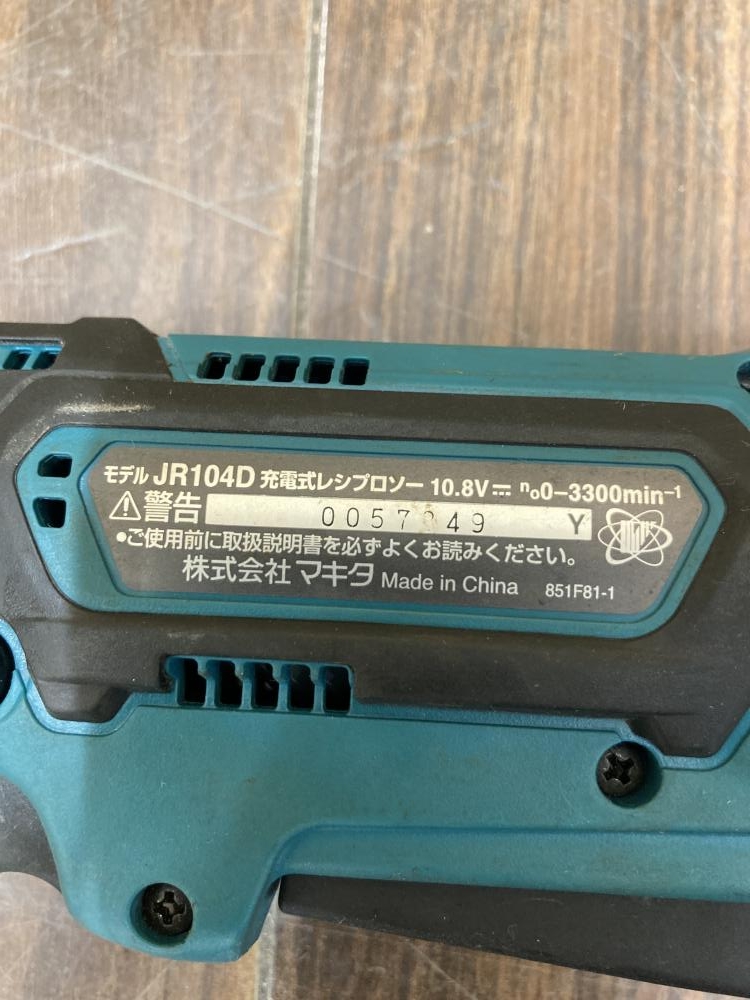 モデル JR104D 充電式レシプロソー 10.8V⎓ n₀0−3300min⁻¹
⚠警告 Y
•ご使用前に取扱説明書を必ずよくお読みください。
株式会社 マキタ Made in China 851F81-1